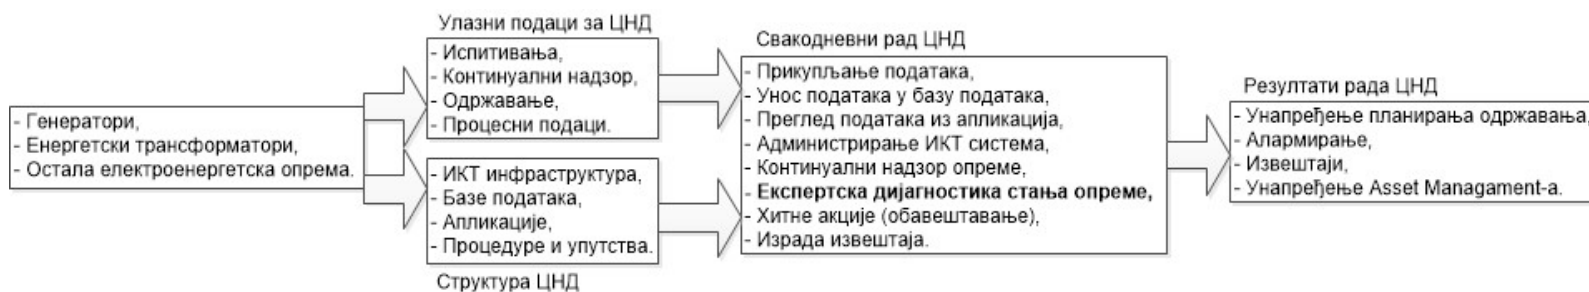 - Генератори,
- Енергетски трансформатори,
- Остала електроенергетска опрема.
Улазни подаци за ЦНД
- Испитивања,
- Континуални надзор,
- Одржавање,
- Процесни подаци.
- ИКТ инфраструктура,
- Базе података,
- Апликације,
- Процедуре и упутства.
Структура ЦНД
Свакодневни рад ЦНД
- Прикупљање података,
- Унос података у базу података,
- Преглед података из апликација,
- Администрирање ИКТ система,
- Континуални надзор опреме,
- Експертска дијагностика стања опреме,
- Хитне акције (обавештавање),
- Израда извештаја.
Резултати рада ЦНД
- Унапређење планирања одржавања,
- Алармирање,
- Извештаји,
- Унапређење Asset Managament-a.